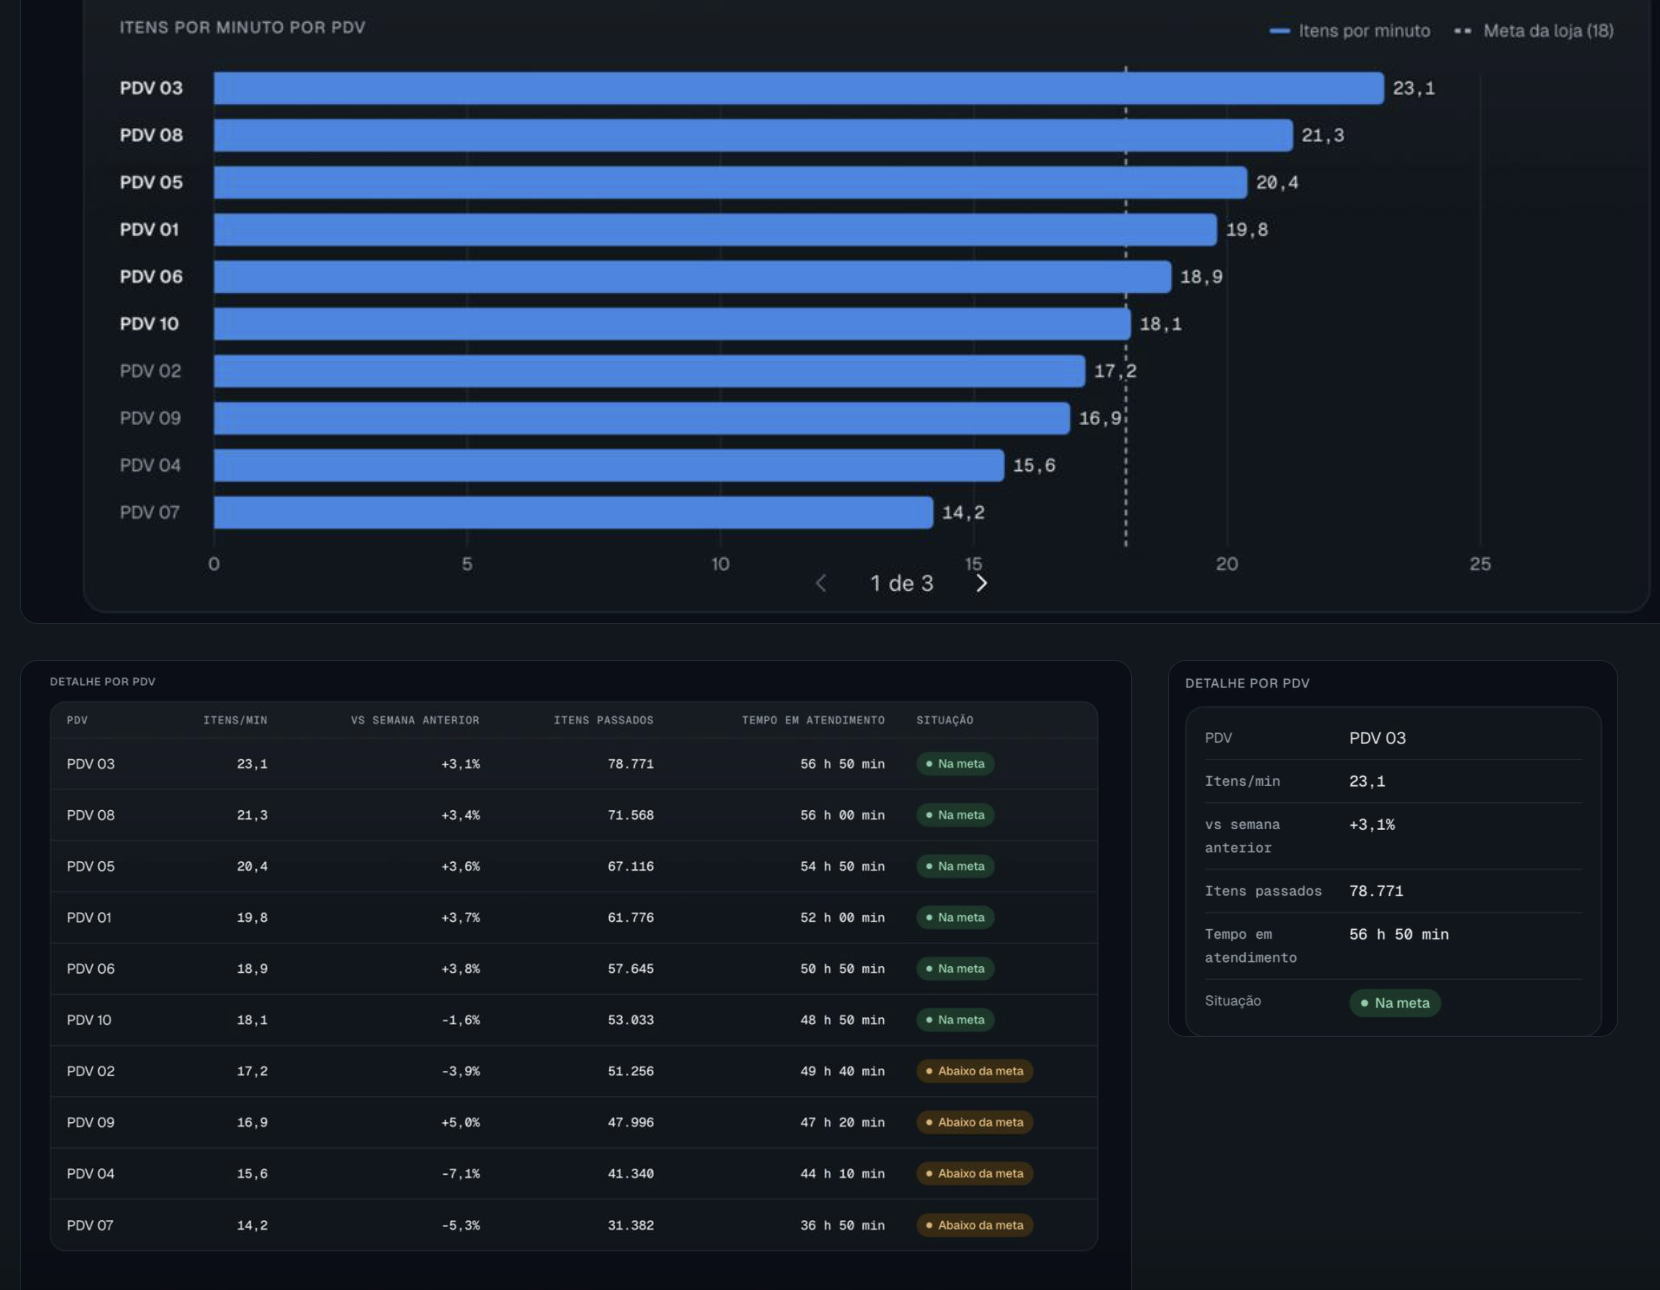 ITENS POR MINUTO POR PDV
Itens por minuto
Meta da loja (18)
PDV 03 23,1
PDV 08 21,3
PDV 05 20,4
PDV 01 19,8
PDV 06 18,9
PDV 10 18,1
PDV 02 17,2
PDV 09 16,9
PDV 04 15,6
PDV 07 14,2
0 5 10 15 20 25
1 de 3
DETALHE POR PDV
PDV ITENS/MIN VS SEMANA ANTERIOR ITENS PASSADOS TEMPO EM ATENDIMENTO SITUAÇÃO
PDV 03 23,1 +3,1% 78.771 56 h 50 min Na meta
PDV 08 21,3 +3,4% 71.568 56 h 00 min Na meta
PDV 05 20,4 +3,6% 67.116 54 h 50 min Na meta
PDV 01 19,8 +3,7% 61.776 52 h 00 min Na meta
PDV 06 18,9 +3,8% 57.645 50 h 50 min Na meta
PDV 10 18,1 -1,6% 53.033 48 h 50 min Na meta
PDV 02 17,2 -3,9% 51.256 49 h 40 min Abaixo da meta
PDV 09 16,9 +5,0% 47.996 47 h 20 min Abaixo da meta
PDV 04 15,6 -7,1% 41.340 44 h 10 min Abaixo da meta
PDV 07 14,2 -5,3% 31.382 36 h 50 min Abaixo da meta
DETALHE POR PDV
PDV PDV 03
Itens/min 23,1
vs semana +3,1%
anterior
Itens passados 78.771
Tempo em 56 h 50 min
atendimento
Situação Na meta